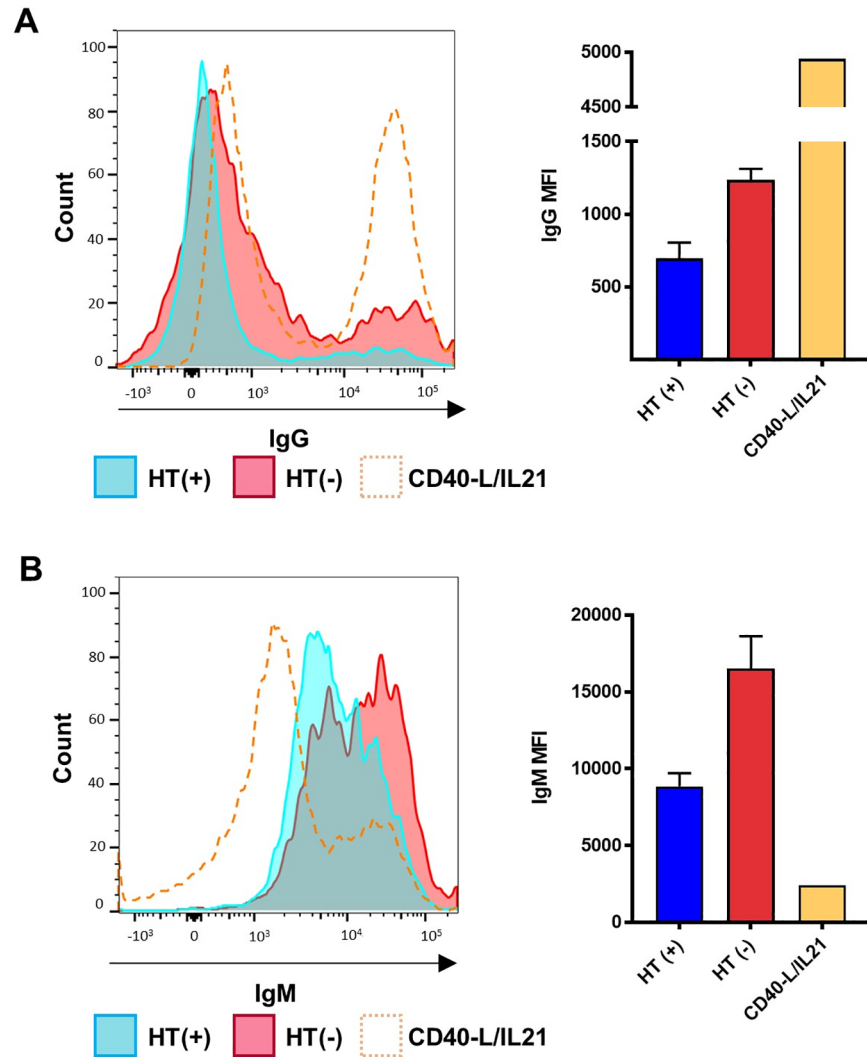 A
Count
100
80
60
40
20
0
-10³ 0 10³ 10⁴ 10⁵
IgG
HT(+) HT(-) CD40-L/IL21
IgG MFI
5000
4500
1500
1000
500
HT (+) HT (-) CD40-L/IL21
B
Count
100
80
60
40
20
0
-10³ 0 10³ 10⁴ 10⁵
IgM
HT(+) HT(-) CD40-L/IL21
IgM MFI
20000
15000
10000
5000
0
HT (+) HT (-) CD40-L/IL21